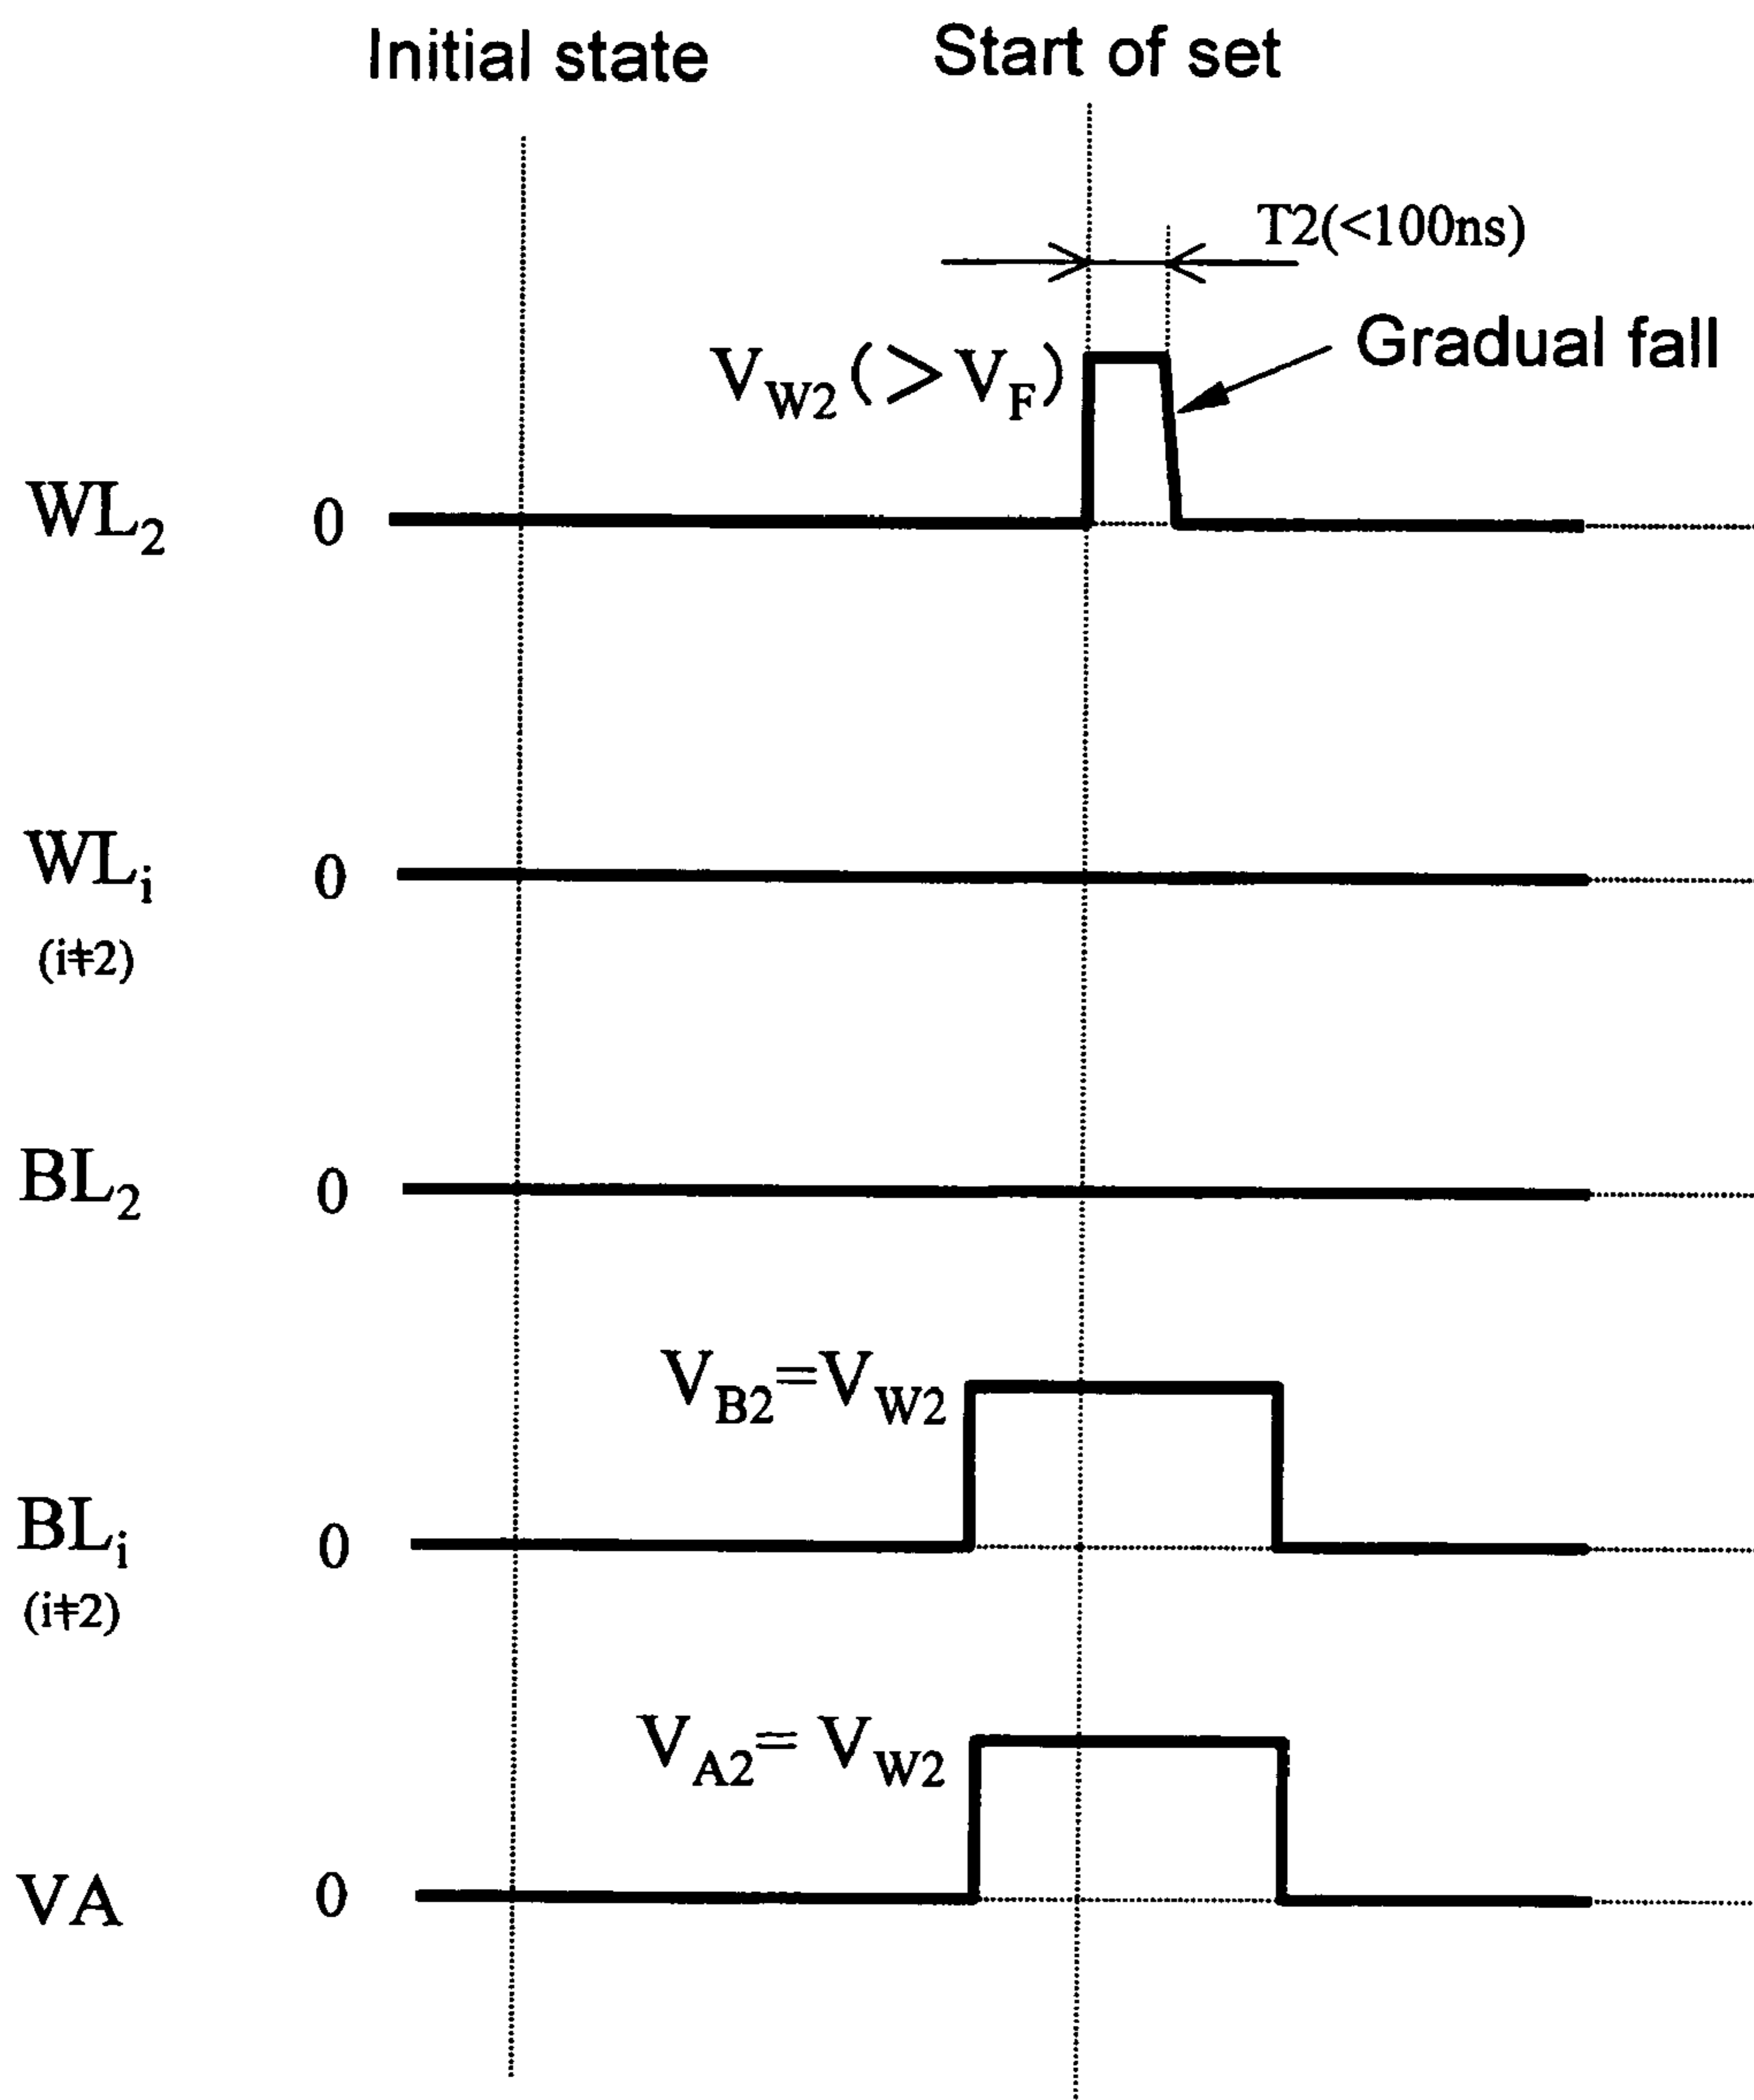 Initial state
Start of set
T2(<100ns)
Gradual fall
V_W2 (> V_F)
WL_2 0
WL_i 0
(i≠2)
BL_2 0
V_B2=V_W2
BL_i 0
(i≠2)
V_A2= V_W2
VA 0